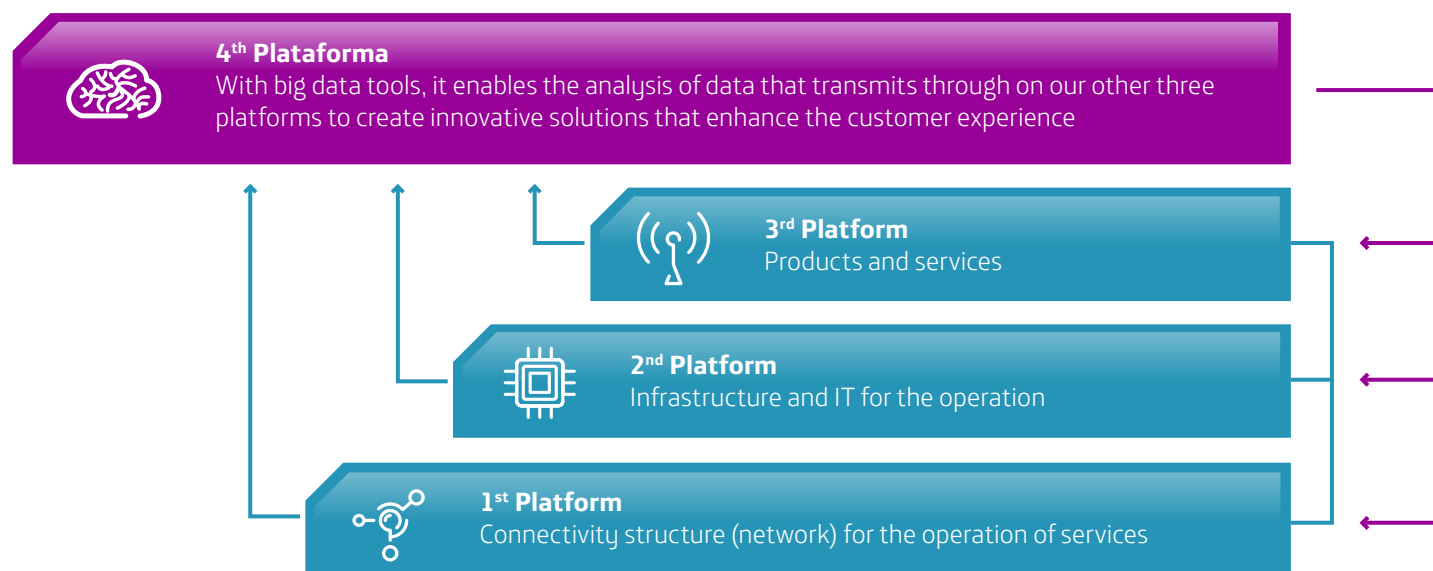 4th Plataforma
With big data tools, it enables the analysis of data that transmits through on our other three
platforms to create innovative solutions that enhance the customer experience
3rd Platform
Products and services
2nd Platform
Infrastructure and IT for the operation
1st Platform
Connectivity structure (network) for the operation of services